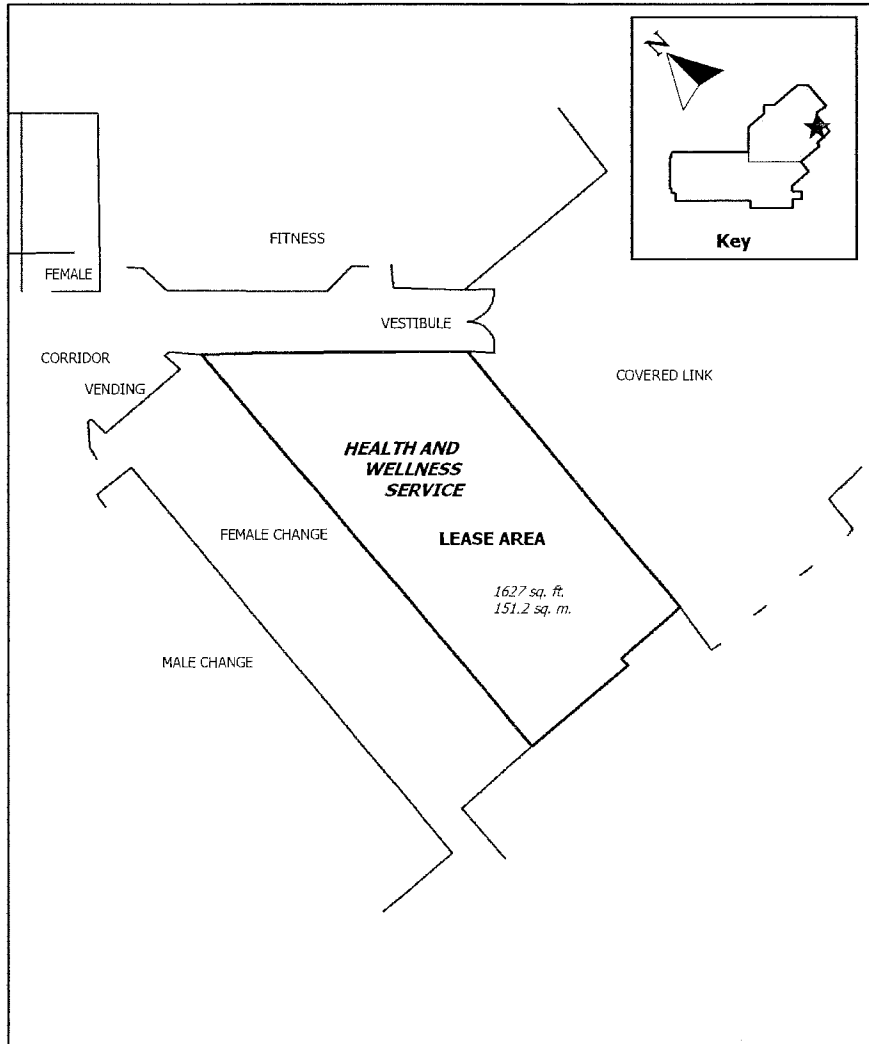 N
Key
FITNESS
FEMALE
VESTIBULE
CORRIDOR
VENDING
COVERED LINK
HEALTH AND
WELLNESS
SERVICE
FEMALE CHANGE
LEASE AREA
1627 sq. ft.
151.2 sq. m.
MALE CHANGE